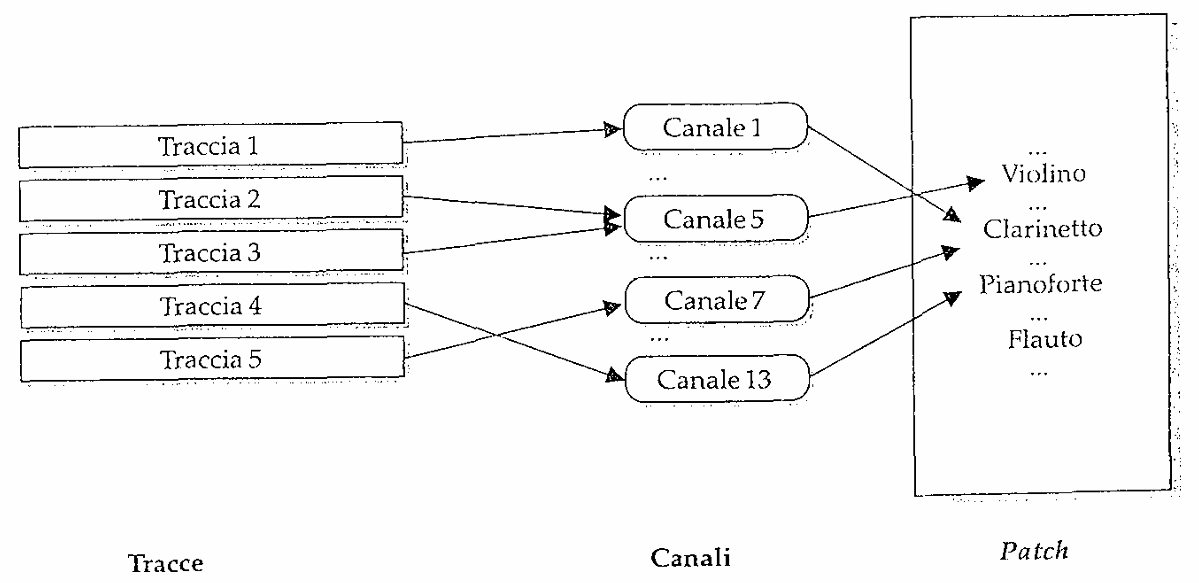 Traccia 1
Traccia 2
Traccia 3
Traccia 4
Traccia 5
Tracce
Canale 1
...
Canale 5
...
Canale 7
...
Canale 13
Canali
...
Violino
...
Clarinetto
...
Pianoforte
...
Flauto
...
Patch